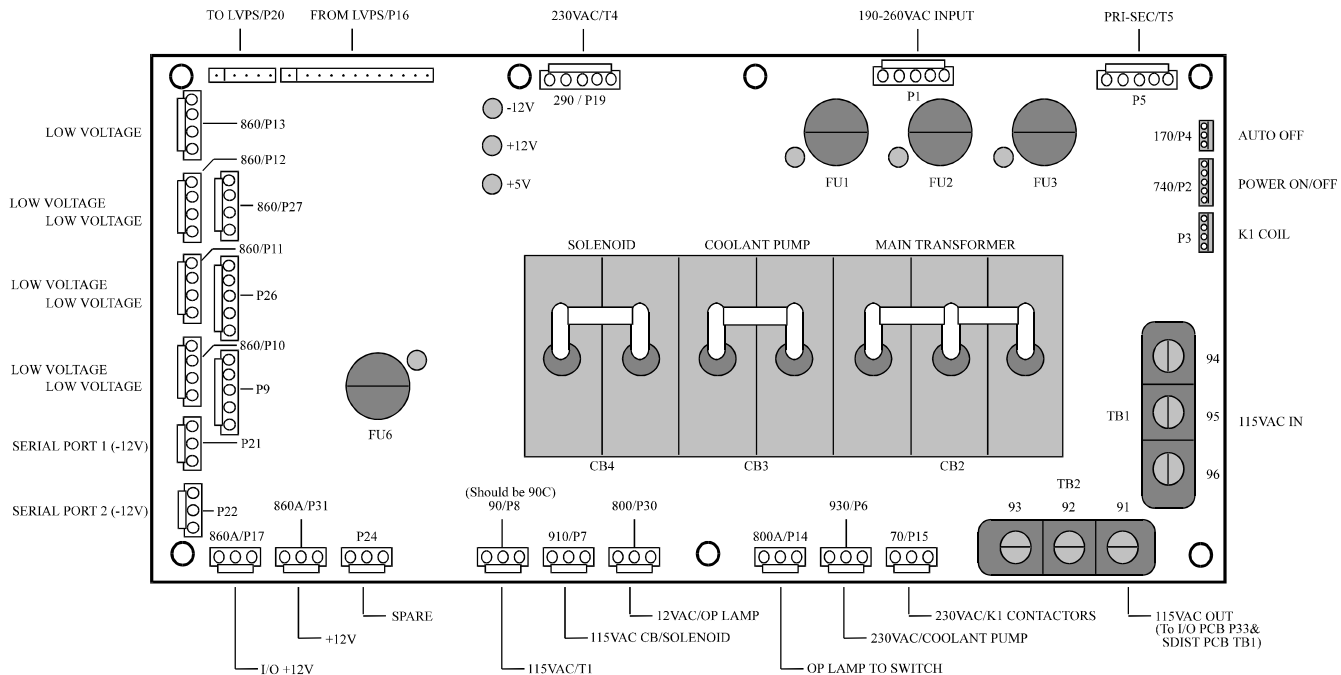 TO LVPS/P20
FROM LVPS/P16
230VAC/T4
190-260VAC INPUT
PRI-SEC/T5
290 / P19
P1
P5
LOW VOLTAGE
860/P13
-12V
+12V
+5V
FU1
FU2
FU3
170/P4
AUTO OFF
740/P2
POWER ON/OFF
P3
K1 COIL
860/P12
LOW VOLTAGE
LOW VOLTAGE
860/P27
860/P11
LOW VOLTAGE
LOW VOLTAGE
P26
860/P10
LOW VOLTAGE
LOW VOLTAGE
P9
SOLENOID
COOLANT PUMP
MAIN TRANSFORMER
FU6
CB4
CB3
CB2
94
TB1
95
115VAC IN
96
SERIAL PORT 1 (-12V)
P21
SERIAL PORT 2 (-12V)
P22
TB2
93
92
91
860A/P17
860A/P31
P24
(Should be 90C)
90/P8
910/P7
800/P30
800A/P14
930/P6
70/P15
SPARE
+12V
I/O +12V
12VAC/OP LAMP
115VAC CB/SOLENOID
115VAC/T1
230VAC/K1 CONTACTORS
230VAC/COOLANT PUMP
OP LAMP TO SWITCH
115VAC OUT
(To I/O PCB P33&
SDIST PCB TB1)